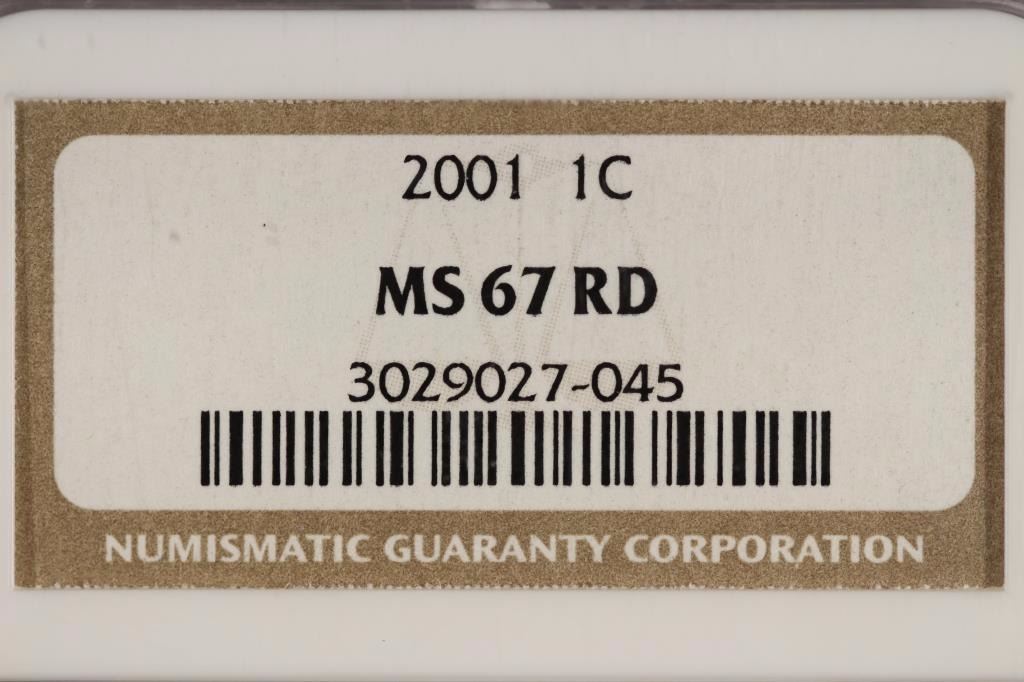 2001 1C
MS 67 RD
3029027-045
NUMISMATIC GUARANTY CORPORATION